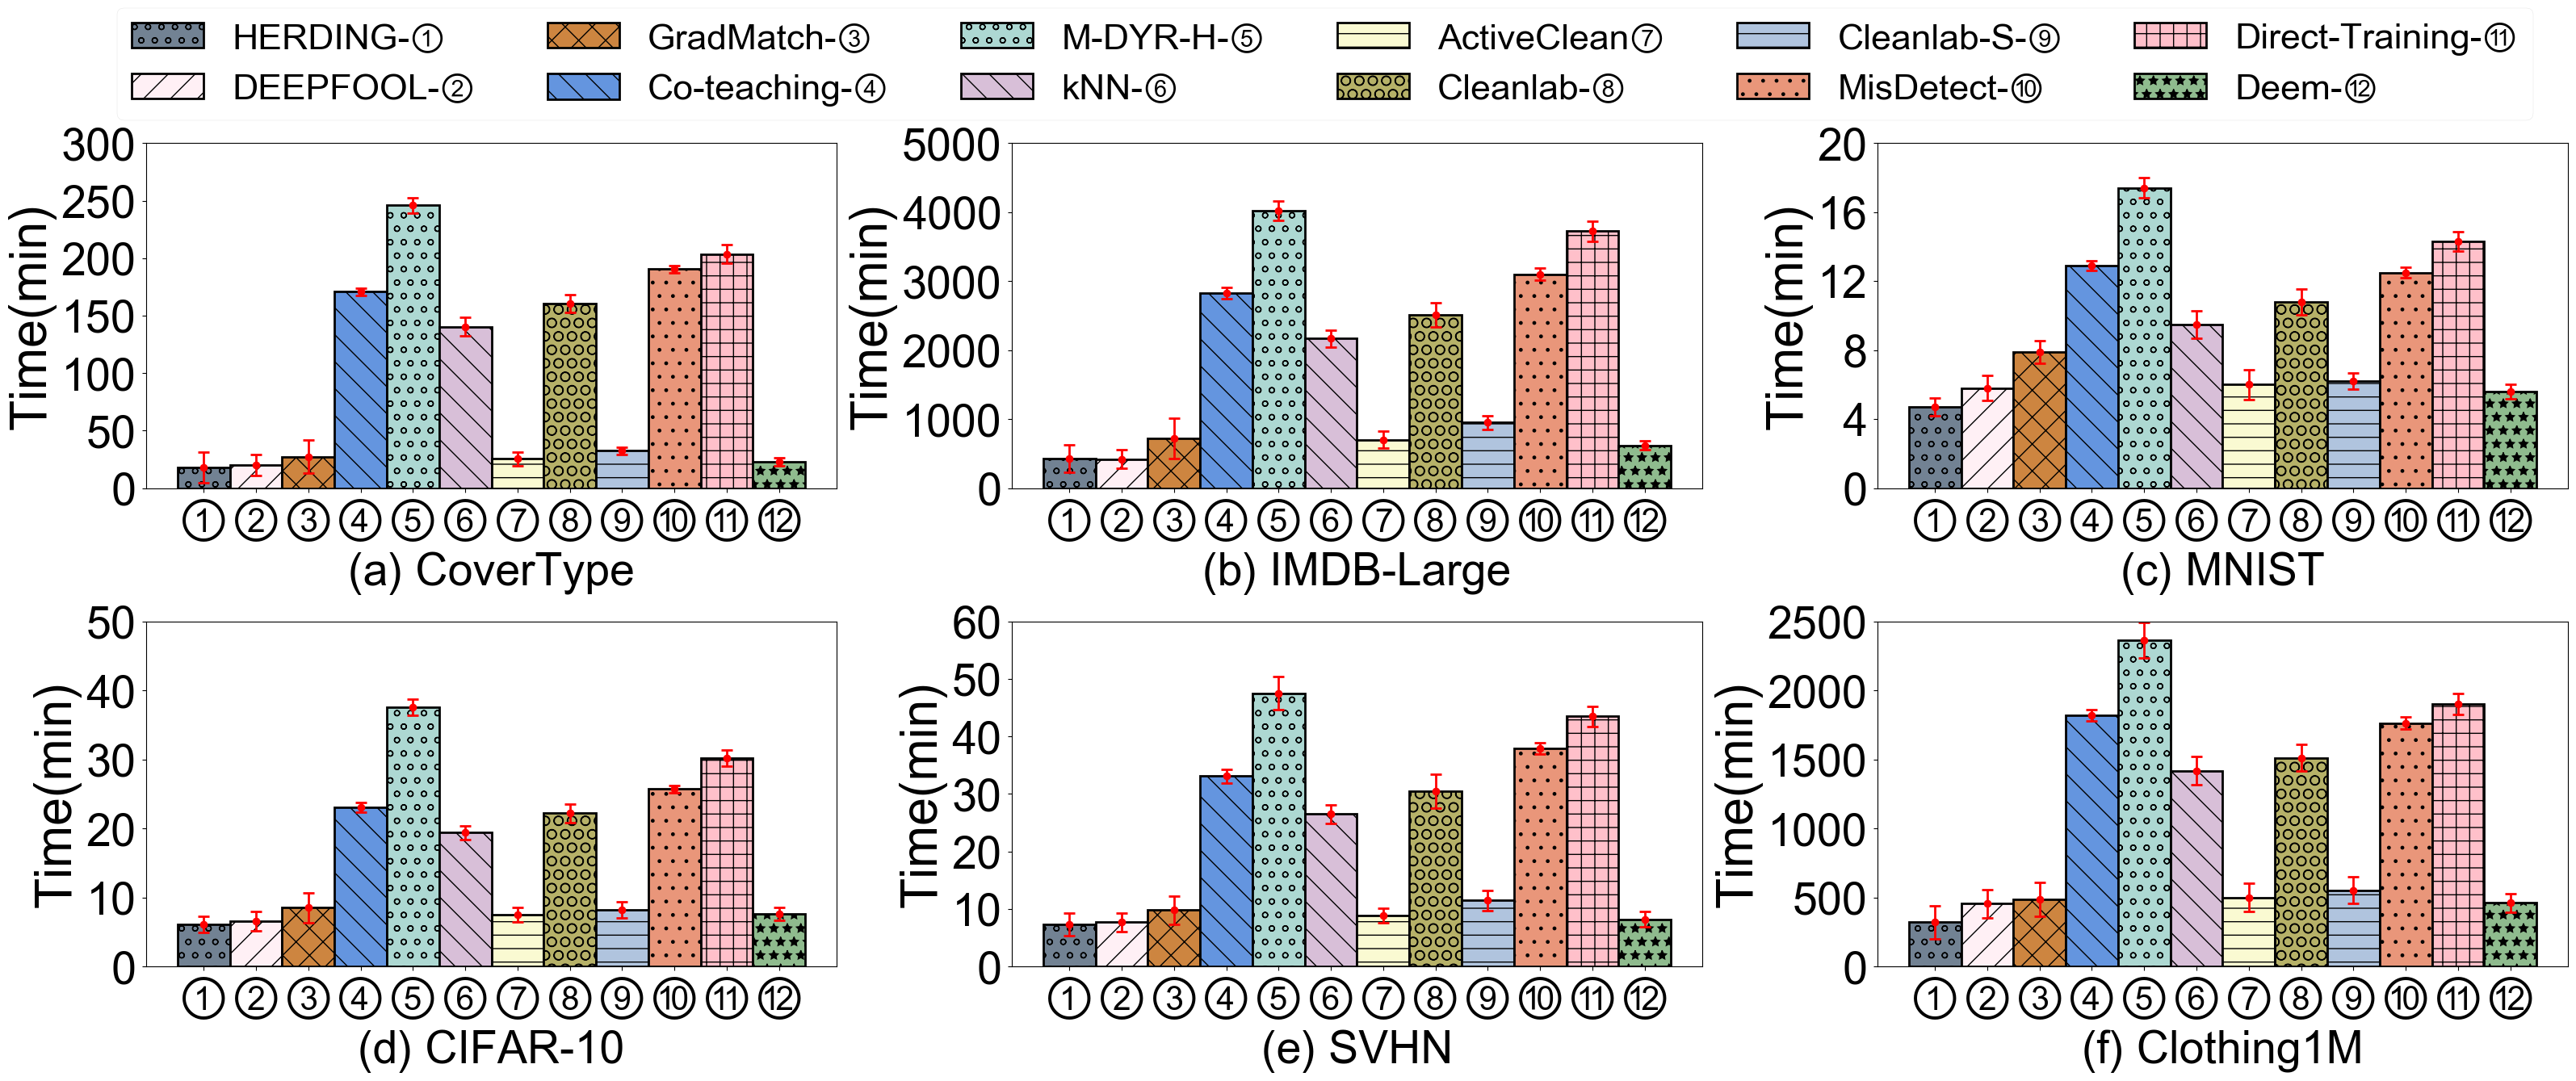 HERDING-① GradMatch-③ M-DYR-H-⑤ ActiveClean⑦ Cleanlab-S-⑨ Direct-Training-⑪
DEEPFOOL-② Co-teaching-④ kNN-⑥ Cleanlab-⑧ MisDetect-⑩ Deem-⑫
Time(min)
300
250
200
150
100
50
0
① ② ③ ④ ⑤ ⑥ ⑦ ⑧ ⑨ ⑩ ⑪ ⑫
(a) CoverType
Time(min)
5000
4000
3000
2000
1000
0
① ② ③ ④ ⑤ ⑥ ⑦ ⑧ ⑨ ⑩ ⑪ ⑫
(b) IMDB-Large
Time(min)
20
16
12
8
4
0
① ② ③ ④ ⑤ ⑥ ⑦ ⑧ ⑨ ⑩ ⑪ ⑫
(c) MNIST
Time(min)
50
40
30
20
10
0
① ② ③ ④ ⑤ ⑥ ⑦ ⑧ ⑨ ⑩ ⑪ ⑫
(d) CIFAR-10
Time(min)
60
50
40
30
20
10
0
① ② ③ ④ ⑤ ⑥ ⑦ ⑧ ⑨ ⑩ ⑪ ⑫
(e) SVHN
Time(min)
2500
2000
1500
1000
500
0
① ② ③ ④ ⑤ ⑥ ⑦ ⑧ ⑨ ⑩ ⑪ ⑫
(f) Clothing1M